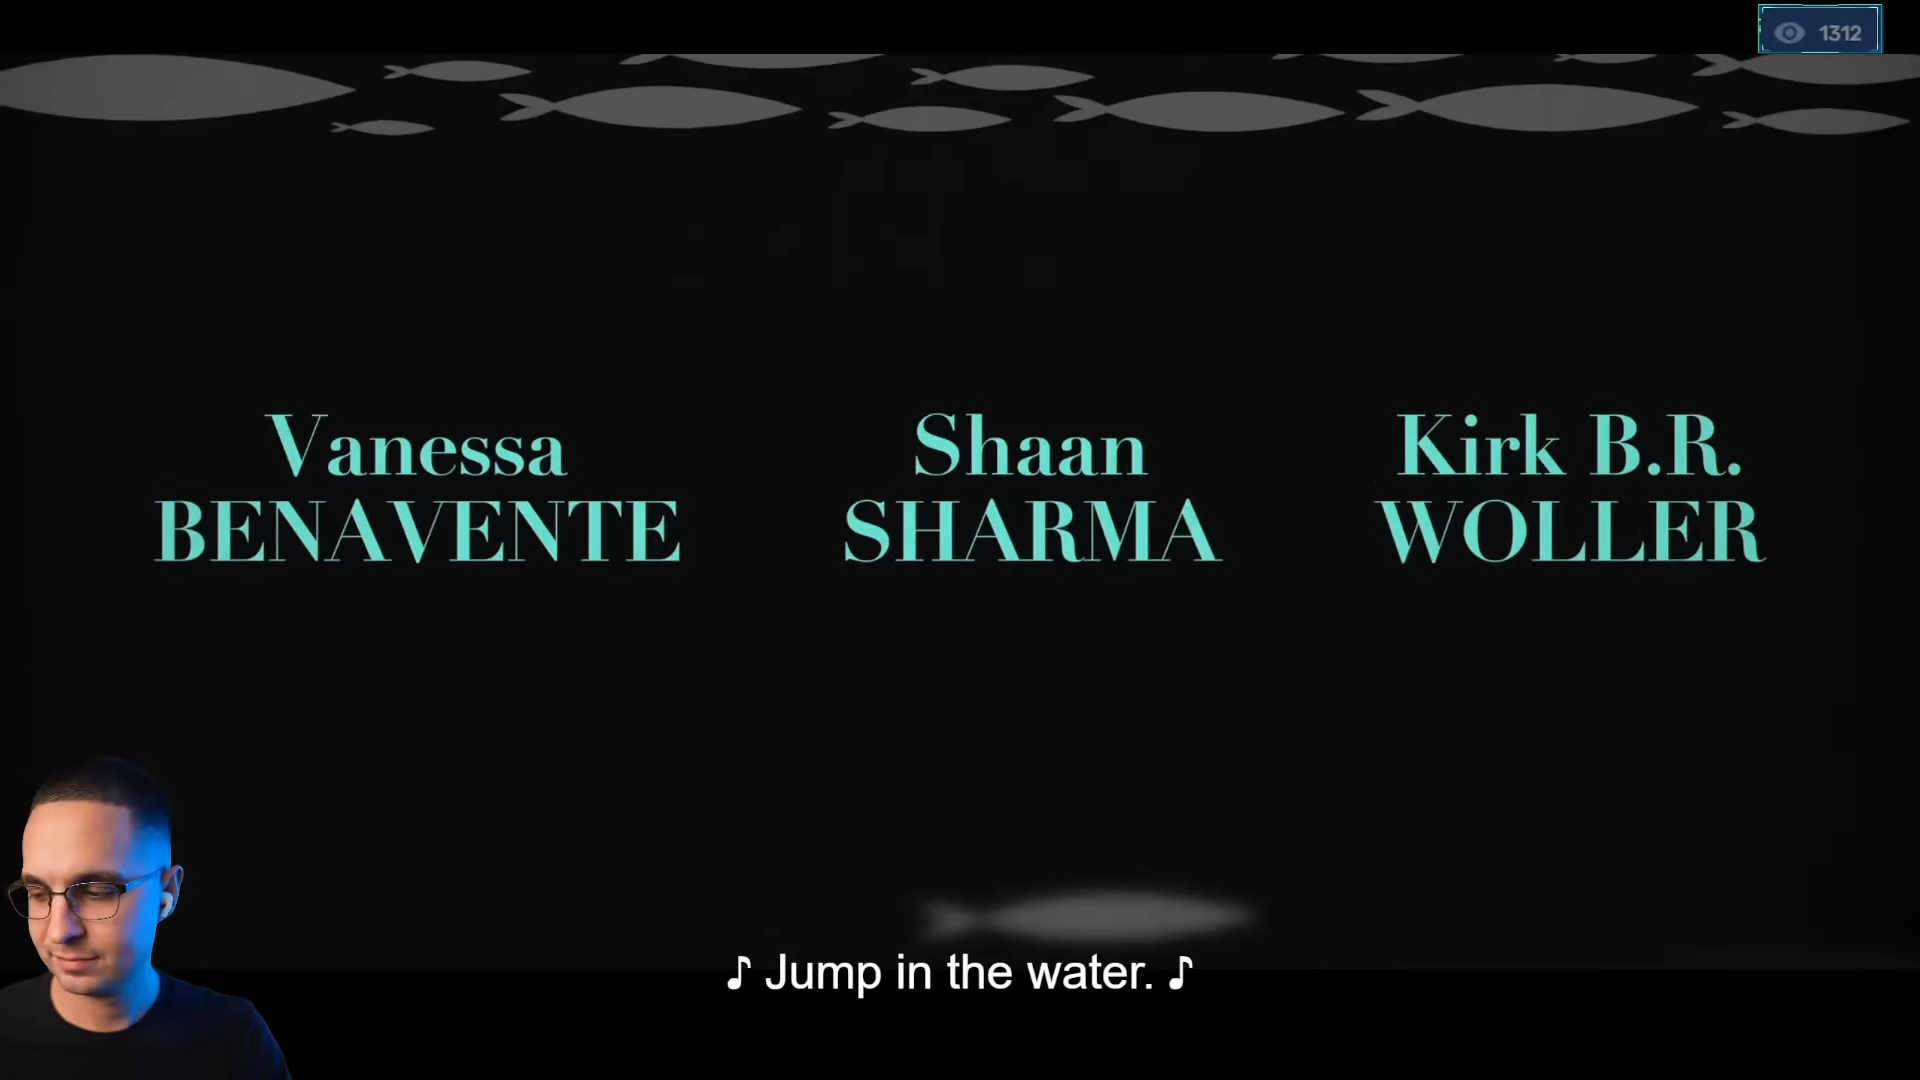 1312
Vanessa
BENAVENTE
Shaan
SHARMA
Kirk B.R.
WOLLER
♪ Jump in the water. ♪